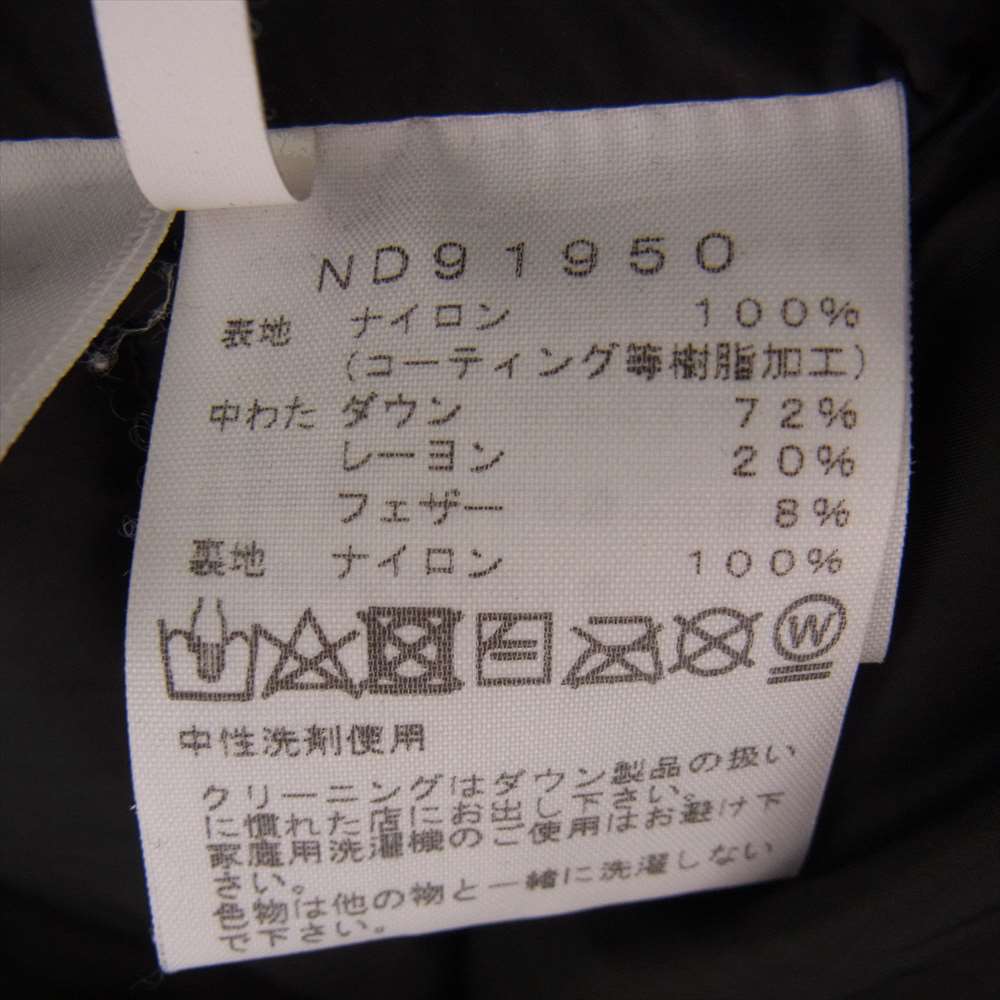 ND91950
表地 ナイロン 100%
(コーティング等樹脂加工)
中わた ダウン 72%
レーヨン 20%
フェザー 8%
裏地 ナイロン 100%
W
中性洗剤使用
クリーニングはダウン製品の扱い
に慣れた店にお出し下さい。
家庭用洗濯機のご使用はお避け下
さい。
色物は他の物と一緒に洗濯しない
で下さい。